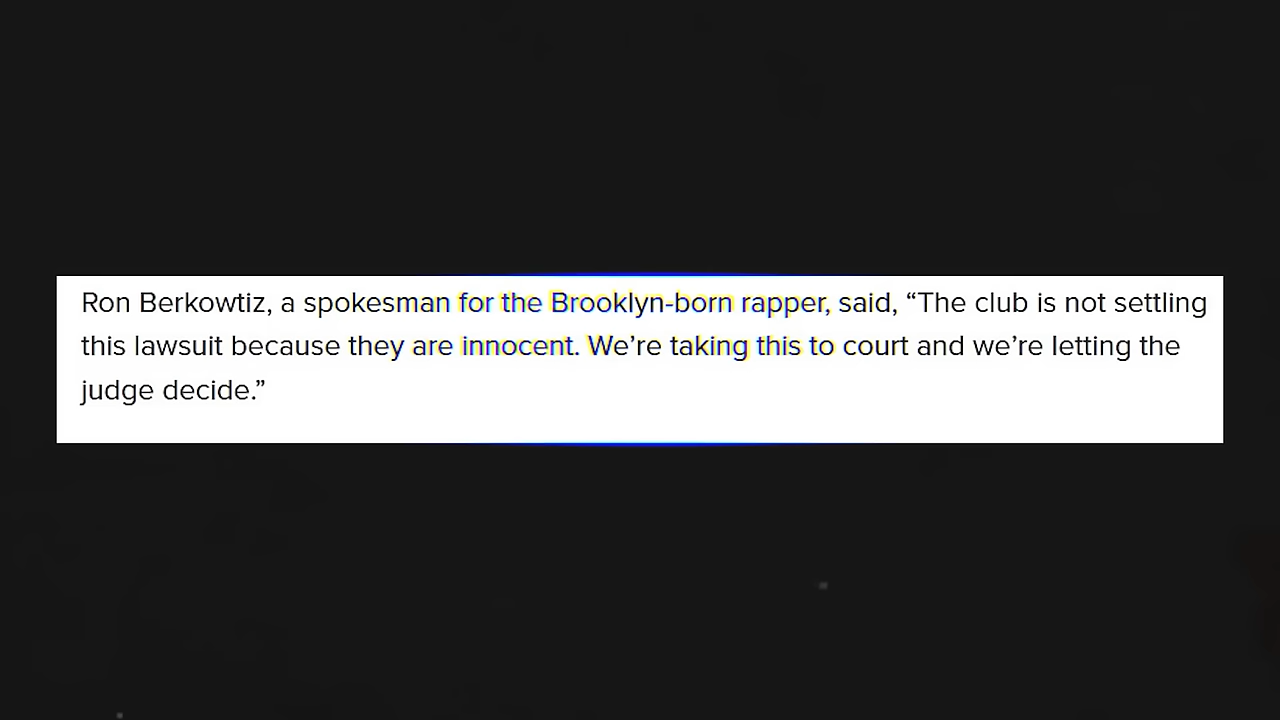 Ron Berkowtiz, a spokesman for the Brooklyn-born rapper, said, “The club is not settling
this lawsuit because they are innocent. We’re taking this to court and we’re letting the
judge decide.”